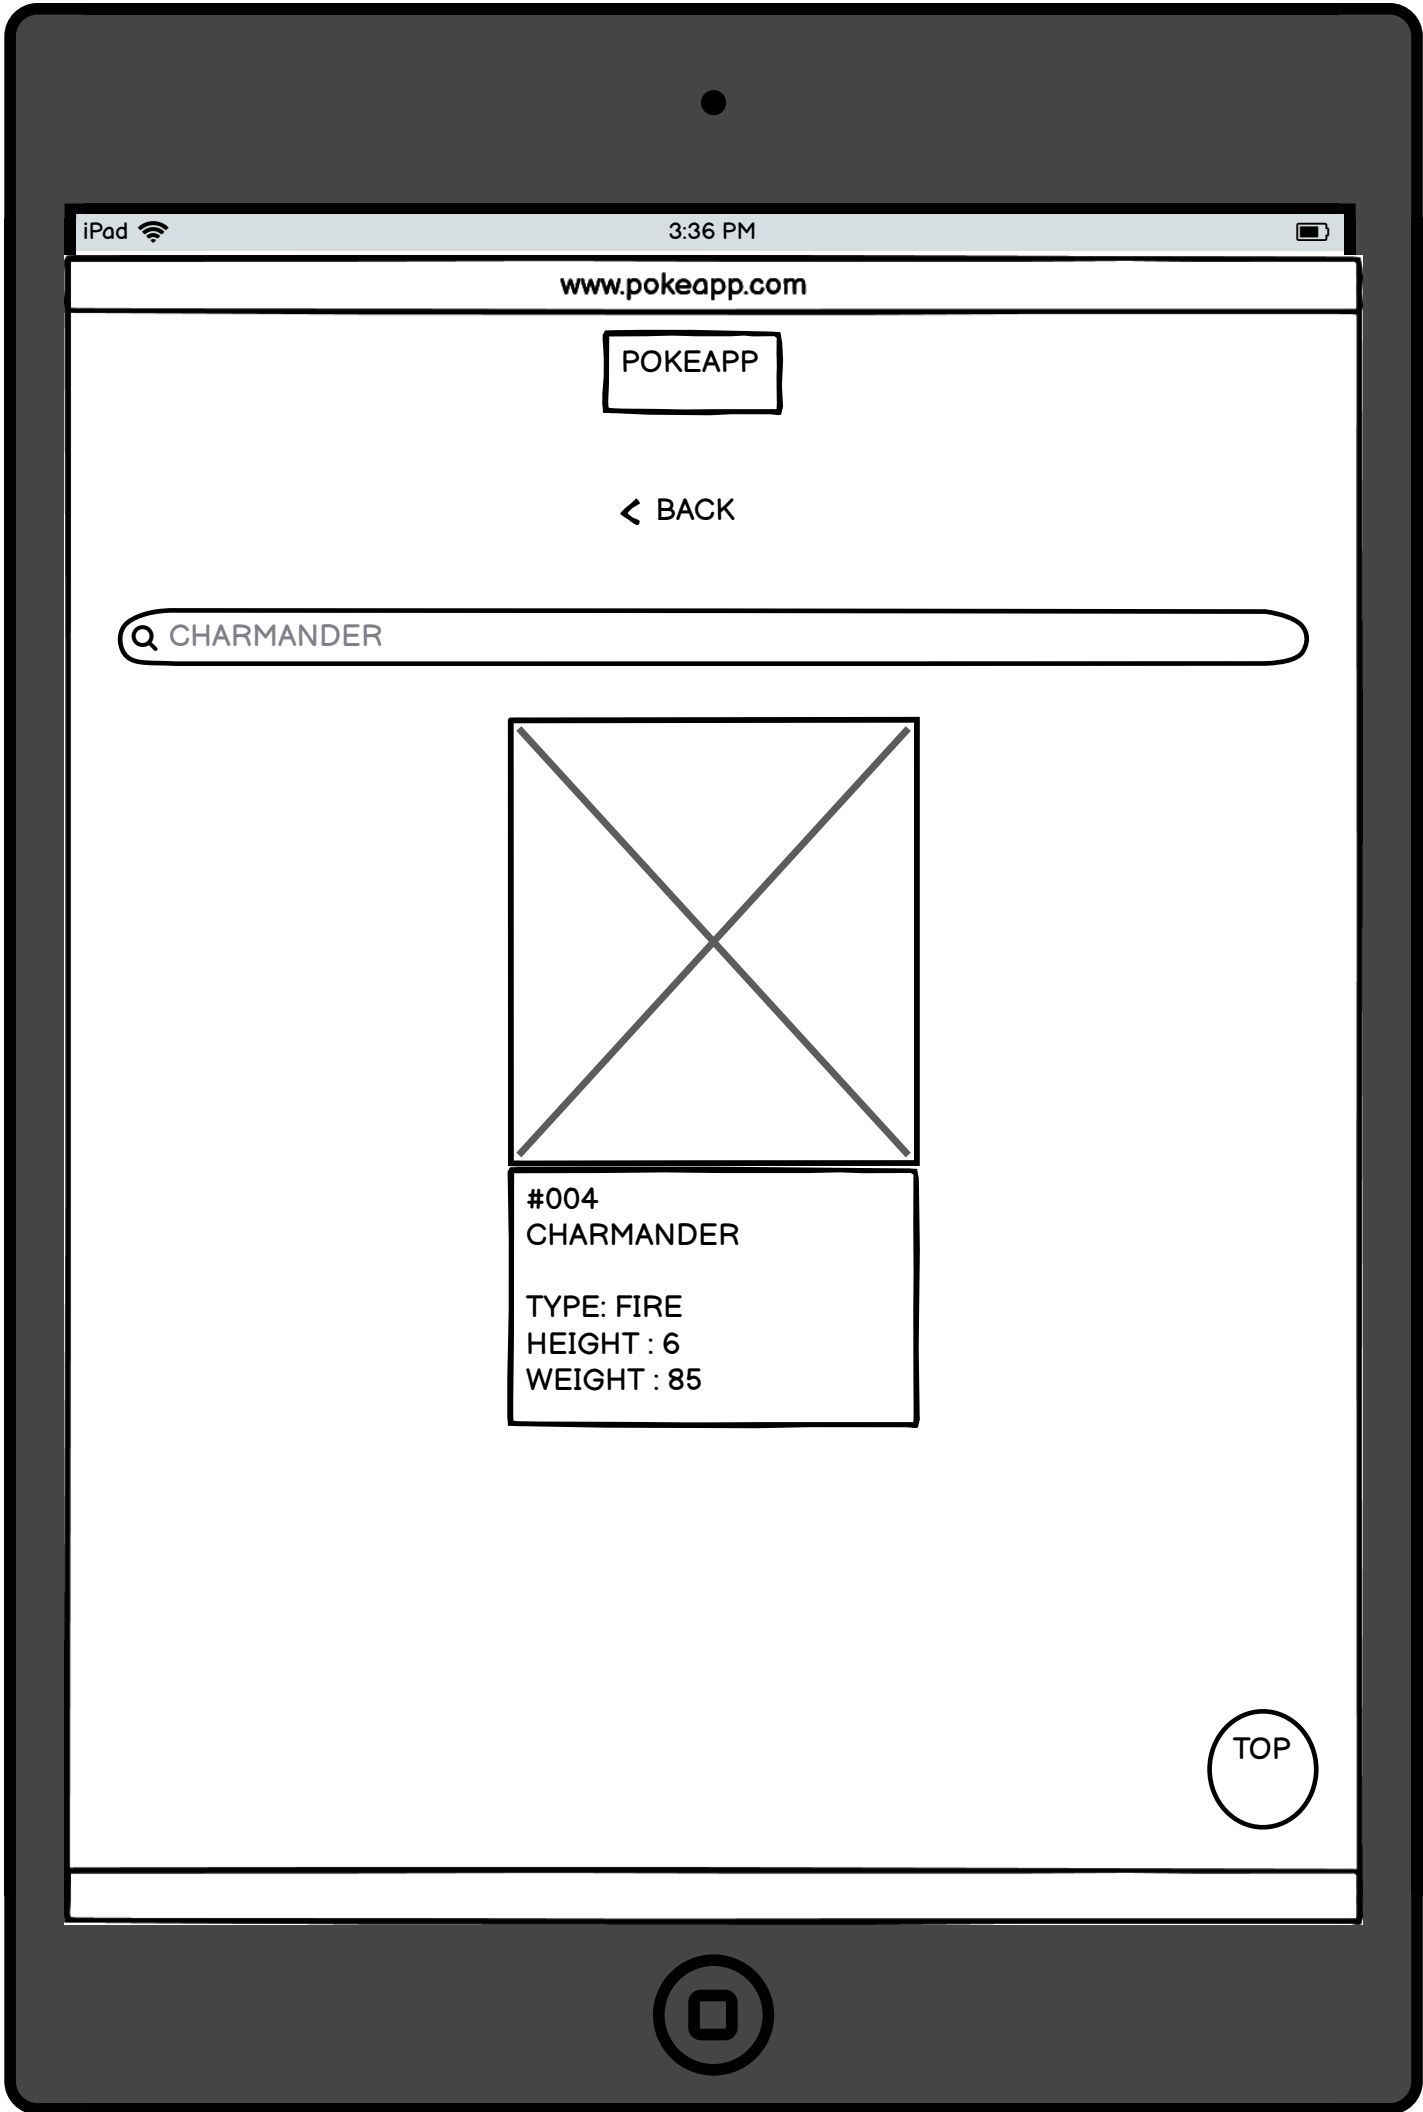 iPad
3:36 PM
www.pokeapp.com
POKEAPP
BACK
CHARMANDER
#004
CHARMANDER
TYPE: FIRE
HEIGHT : 6
WEIGHT : 85
TOP